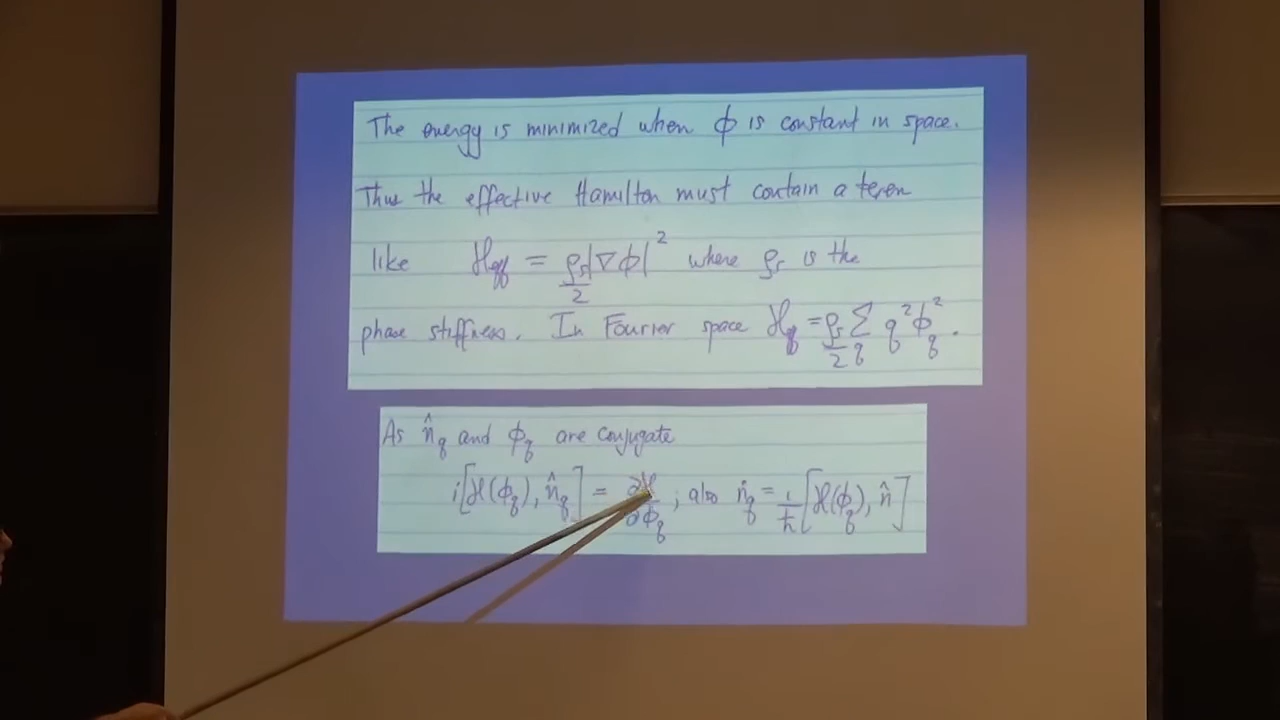 The energy is minimized when ϕ is constant in space.
Thus the effective Hamilton must contain a term
like ℋeff = ρs/2 |∇ϕ|² where ρs is the
phase stiffness. In Fourier space ℋq = ρs/2 Σq q²ϕq².
As n̂q and ϕq are conjugate
i[ℋ(ϕq), n̂q] = ∂ℋ/∂ϕq ; also ṅq = i/ħ [ℋ(ϕq), n̂]